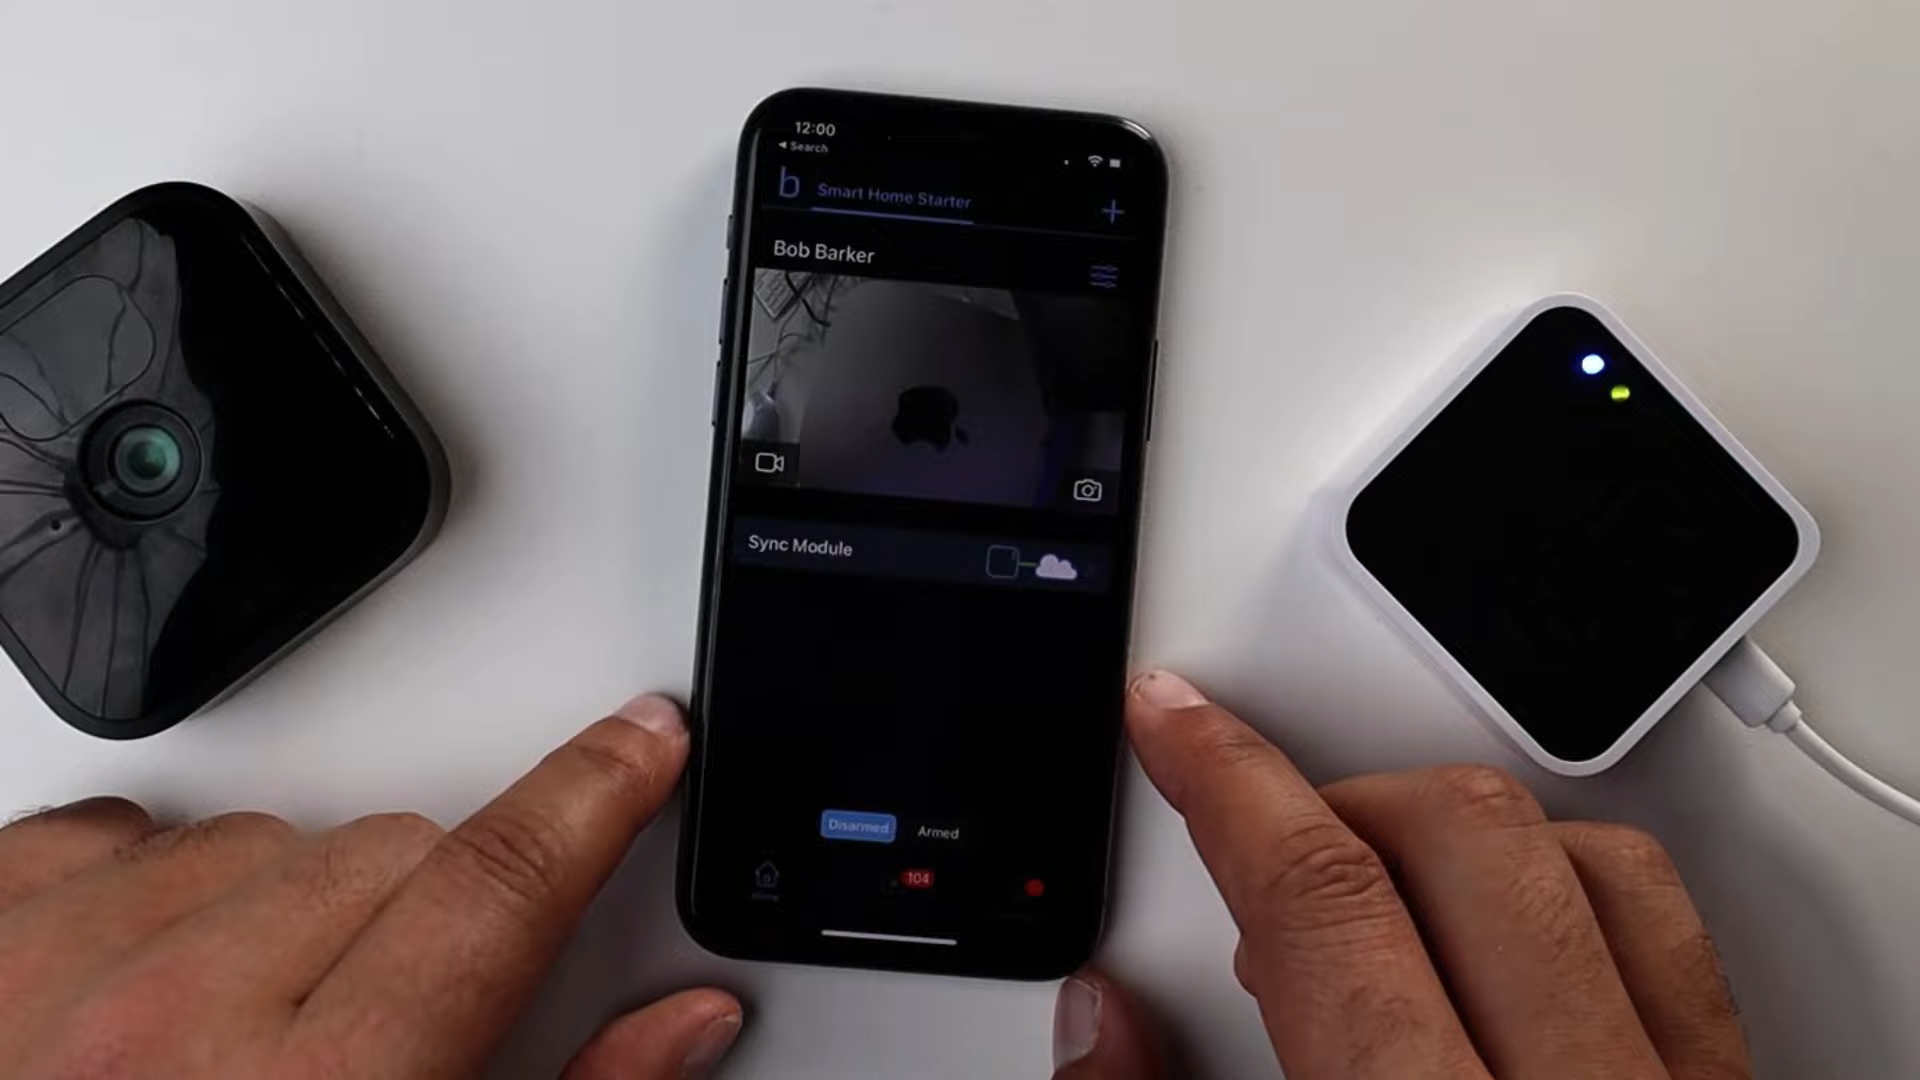 12:00
◀ Search
b Smart Home Starter
Bob Barker
Sync Module
Disarmed Armed
104